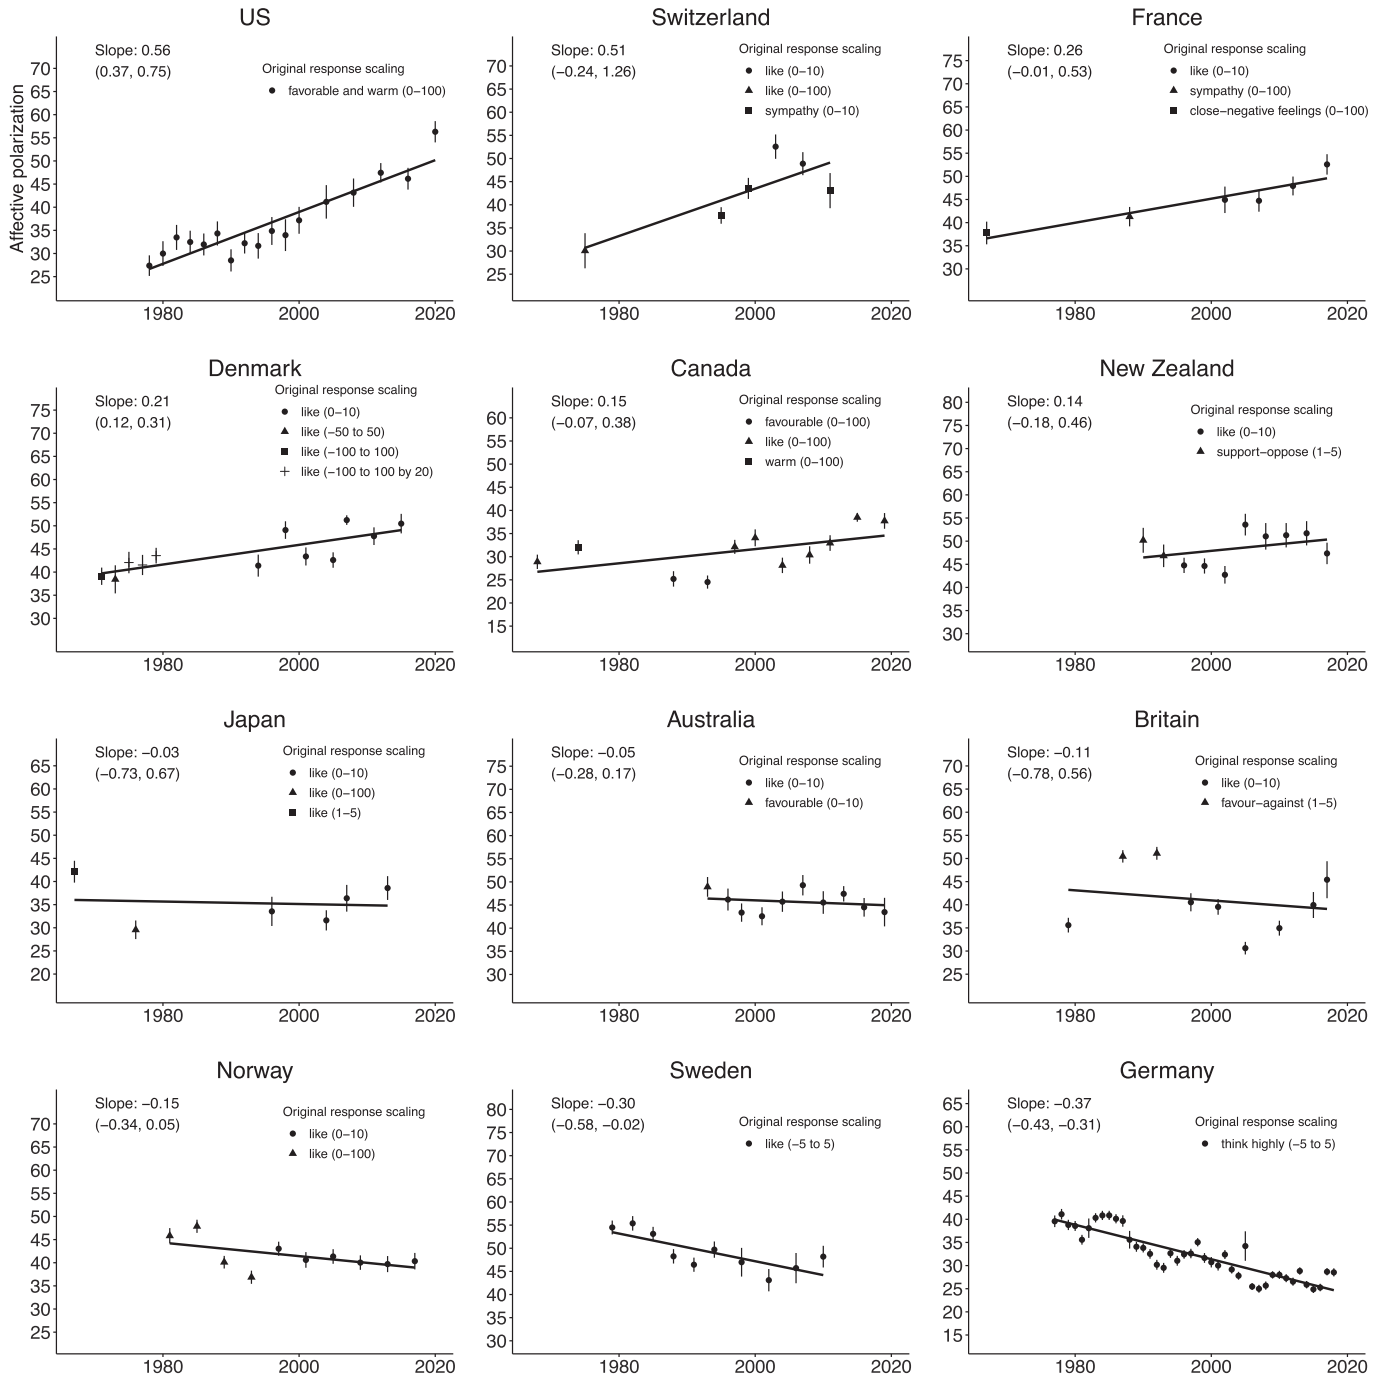 US
Slope: 0.56
(0.37, 0.75)
Original response scaling
favorable and warm (0−100)
Affective polarization
70
65
60
55
50
45
40
35
30
25
1980
2000
2020
Switzerland
Slope: 0.51
(−0.24, 1.26)
Original response scaling
like (0−10)
like (0−100)
sympathy (0−10)
70
65
60
55
50
45
40
35
30
25
1980
2000
2020
France
Slope: 0.26
(−0.01, 0.53)
Original response scaling
like (0−10)
sympathy (0−100)
close−negative feelings (0−100)
75
70
65
60
55
50
45
40
35
30
1980
2000
2020
Denmark
Slope: 0.21
(0.12, 0.31)
Original response scaling
like (0−10)
like (−50 to 50)
like (−100 to 100)
like (−100 to 100 by 20)
75
70
65
60
55
50
45
40
35
30
1980
2000
2020
Canada
Slope: 0.15
(−0.07, 0.38)
Original response scaling
favourable (0−100)
like (0−100)
warm (0−100)
60
55
50
45
40
35
30
25
20
15
1980
2000
2020
New Zealand
Slope: 0.14
(−0.18, 0.46)
Original response scaling
like (0−10)
support−oppose (1−5)
80
75
70
65
60
55
50
45
40
35
30
1980
2000
2020
Japan
Slope: −0.03
(−0.73, 0.67)
Original response scaling
like (0−10)
like (0−100)
like (1−5)
65
60
55
50
45
40
35
30
25
20
1980
2000
2020
Australia
Slope: −0.05
(−0.28, 0.17)
Original response scaling
like (0−10)
favourable (0−10)
75
70
65
60
55
50
45
40
35
30
1980
2000
2020
Britain
Slope: −0.11
(−0.78, 0.56)
Original response scaling
like (0−10)
favour−against (1−5)
70
65
60
55
50
45
40
35
30
25
1980
2000
2020
Norway
Slope: −0.15
(−0.34, 0.05)
Original response scaling
like (0−10)
like (0−100)
70
65
60
55
50
45
40
35
30
25
1980
2000
2020
Sweden
Slope: −0.30
(−0.58, −0.02)
Original response scaling
like (−5 to 5)
80
75
70
65
60
55
50
45
40
35
30
1980
2000
2020
Germany
Slope: −0.37
(−0.43, −0.31)
Original response scaling
think highly (−5 to 5)
65
60
55
50
45
40
35
30
25
20
15
1980
2000
2020